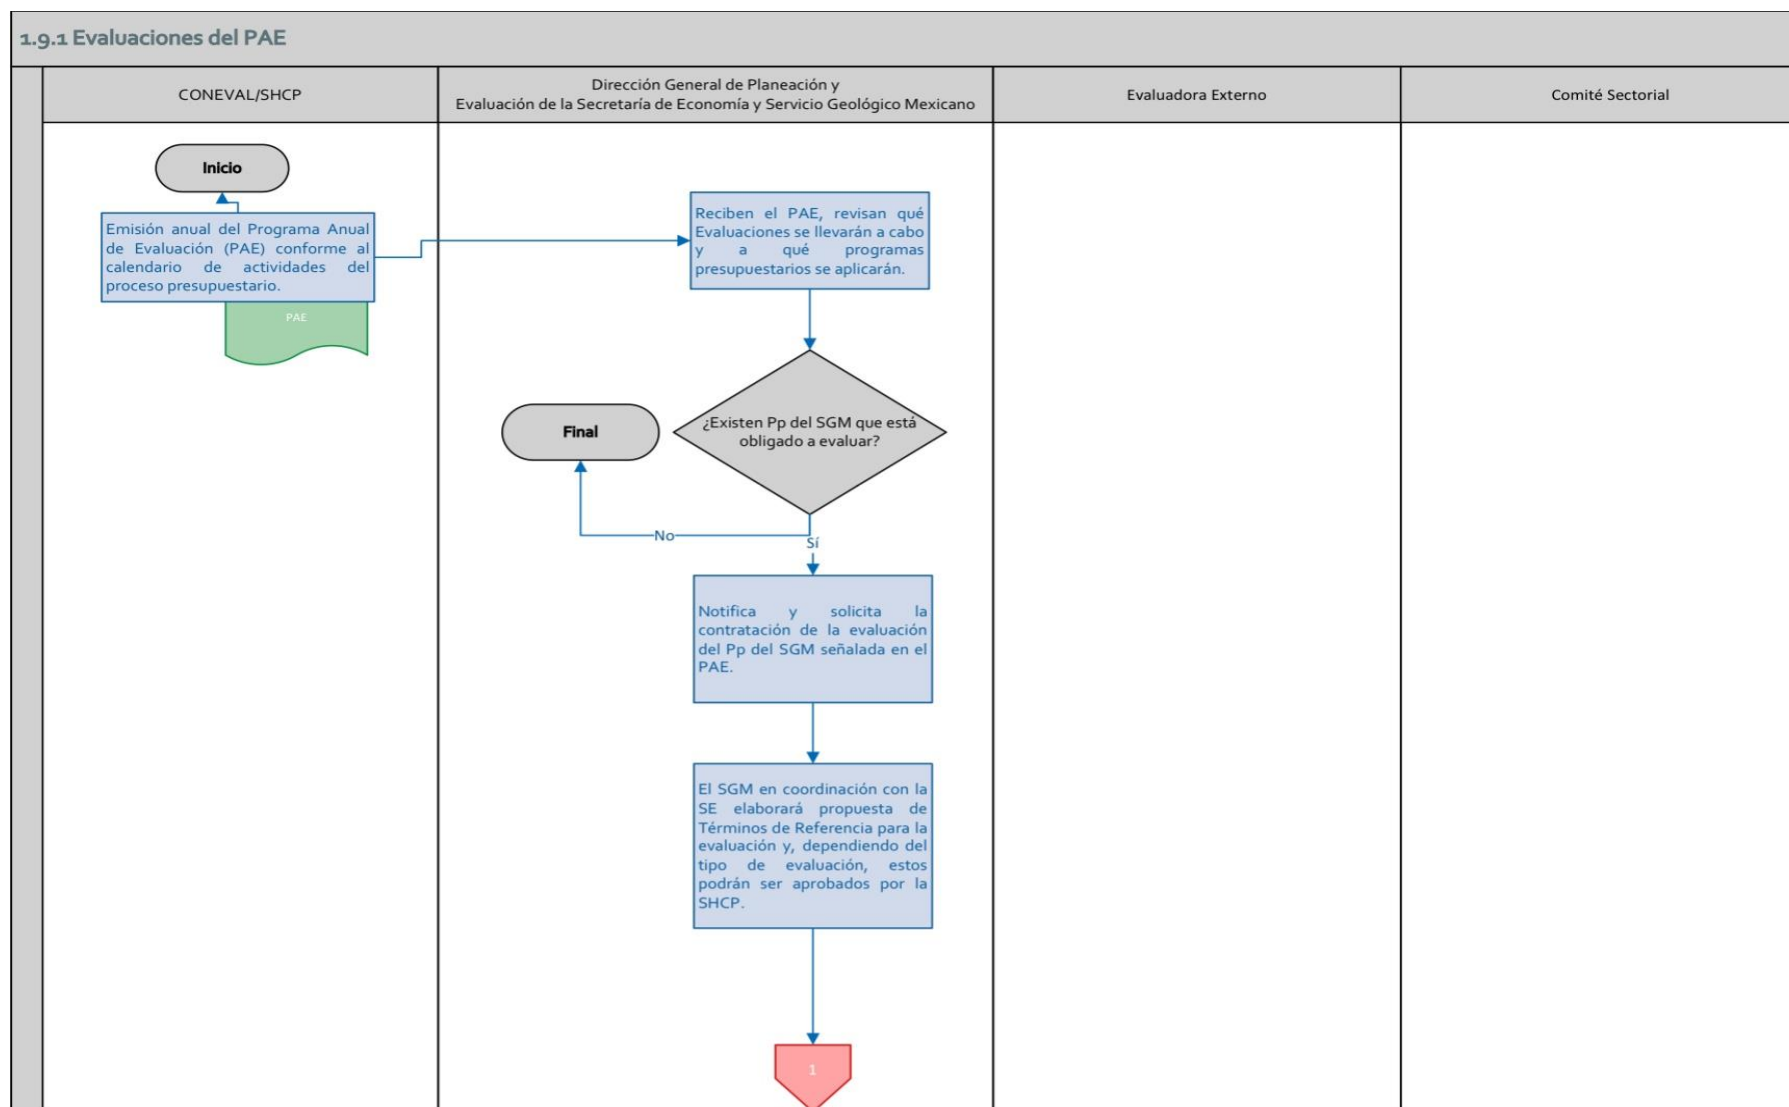 1.9.1 Evaluaciones del PAE
CONEVAL/SHCP
Dirección General de Planeación y
Evaluación de la Secretaría de Economía y Servicio Geológico Mexicano
Evaluadora Externo
Comité Sectorial
Inicio
Emisión anual del Programa Anual
de Evaluación (PAE) conforme al
calendario de actividades del
proceso presupuestario.
PAE
Reciben el PAE, revisan qué
Evaluaciones se llevarán a cabo
y a qué programas
presupuestarios se aplicarán.
¿Existen Pp del SGM que está
obligado a evaluar?
Final
No
Sí
Notifica y solicita la
contratación de la evaluación
del Pp del SGM señalada en el
PAE.
El SGM en coordinación con la
SE elaborará propuesta de
Términos de Referencia para la
evaluación y, dependiendo del
tipo de evaluación, estos
podrán ser aprobados por la
SHCP.
1